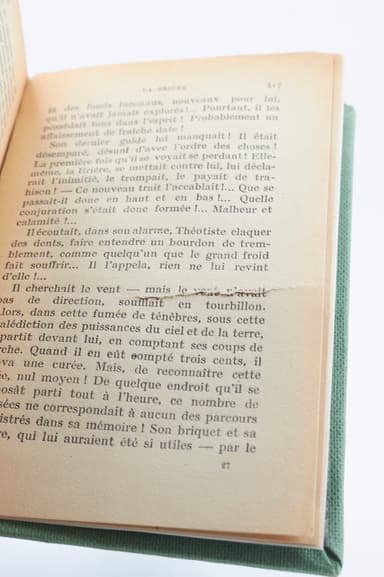 LA BRIÈRE
sa des fonds nouveaux pour lui,
qu'il n'avait jamais explorés!... Pourtant, il les
possédait tous dans l'esprit! Probablement un
affaissement de fraîche date!
Son dernier guide lui manquait! Il était
désemparé, désuni d'avec l'ordre des choses!
La première fois qu'il se voyait se perdant! Elle-
même, sa Brière, se mettait contre lui, lui décla-
rait l'inimitié, le trompait, le payait de tra-
hison! — Ce nouveau trait l'accablait!... Que se
passait-il donc en haut et en bas!... Quelle
conjuration s'était donc formée!... Malheur et
calamité!...
Il écoutait, dans son alarme, Théotiste claquer
des dents, faire entendre un bourdon de trem-
blement, comme quelqu'un que le grand froid
fait souffrir... Il l'appela, rien ne lui revint
d'elle!...
Il cherchait le vent — mais le vent n'avait
pas de direction, soufflait en tourbillon.
Alors, dans cette fumée de ténèbres, sous cette
malédiction des puissances du ciel et de la terre,
partit devant lui, en comptant ses coups de
rche. Quand il en eût compté trois cents, il
va une curée. Mais, de reconnaître cette
e, nul moyen! De quelque endroit qu'il se
posât parti tout à l'heure, ce nombre de
sées ne correspondait à aucun des parcours
istrés dans sa mémoire! Son briquet et sa
re, qui lui auraient été si utiles — par le
27